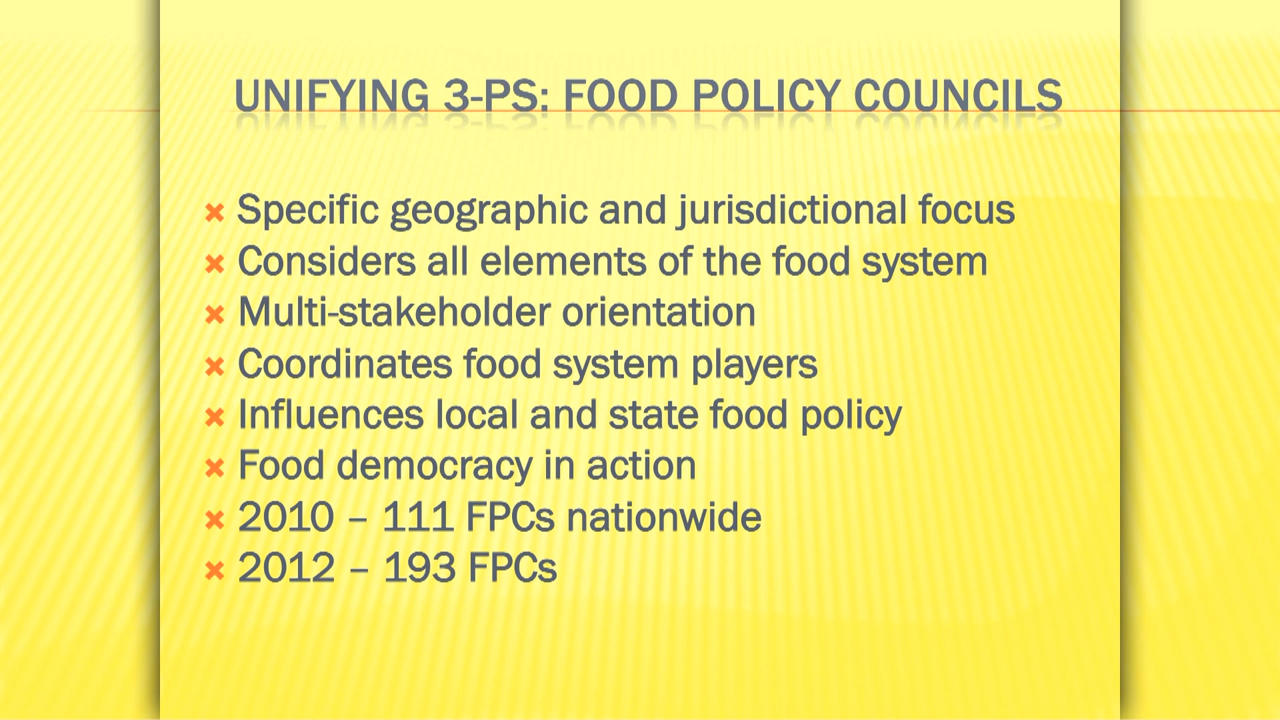 UNIFYING 3-PS: FOOD POLICY COUNCILS
Specific geographic and jurisdictional focus
Considers all elements of the food system
Multi-stakeholder orientation
Coordinates food system players
Influences local and state food policy
Food democracy in action
2010 – 111 FPCs nationwide
2012 – 193 FPCs